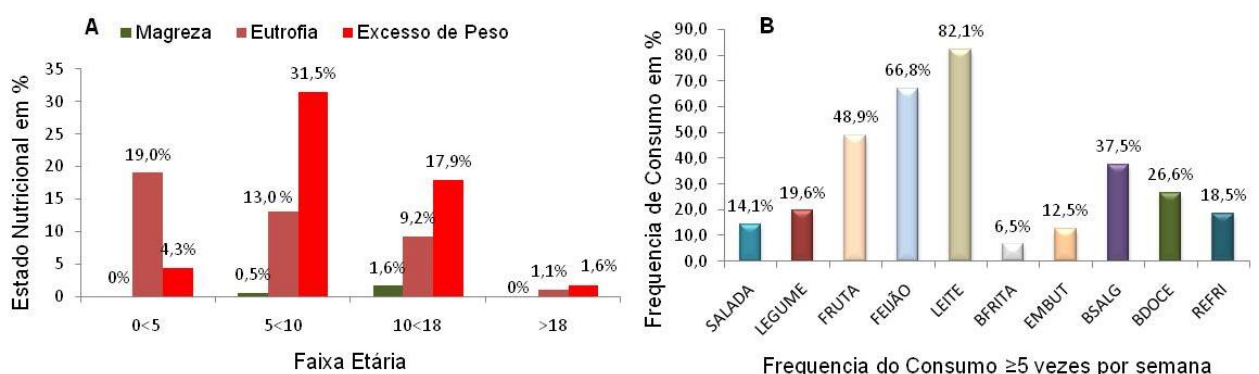 A
Magreza Eutrofia Excesso de Peso
Estado Nutricional em %
35
30
25
20
15
10
5
0
0%
19,0%
4,3%
0,5%
13,0 %
31,5%
1,6%
9,2%
17,9%
0%
1,1%
1,6%
0<5 5<10 10<18 >18
Faixa Etária
B
Frequencia de Consumo em %
90,0
80,0
70,0
60,0
50,0
40,0
30,0
20,0
10,0
0,0
14,1%
19,6%
48,9%
66,8%
82,1%
6,5%
12,5%
37,5%
26,6%
18,5%
SALADA
LEGUME
FRUTA
FEIJÃO
LEITE
BFRITA
EMBUT
BSALG
BDOCE
REFRI
Frequencia do Consumo ≥5 vezes por semana